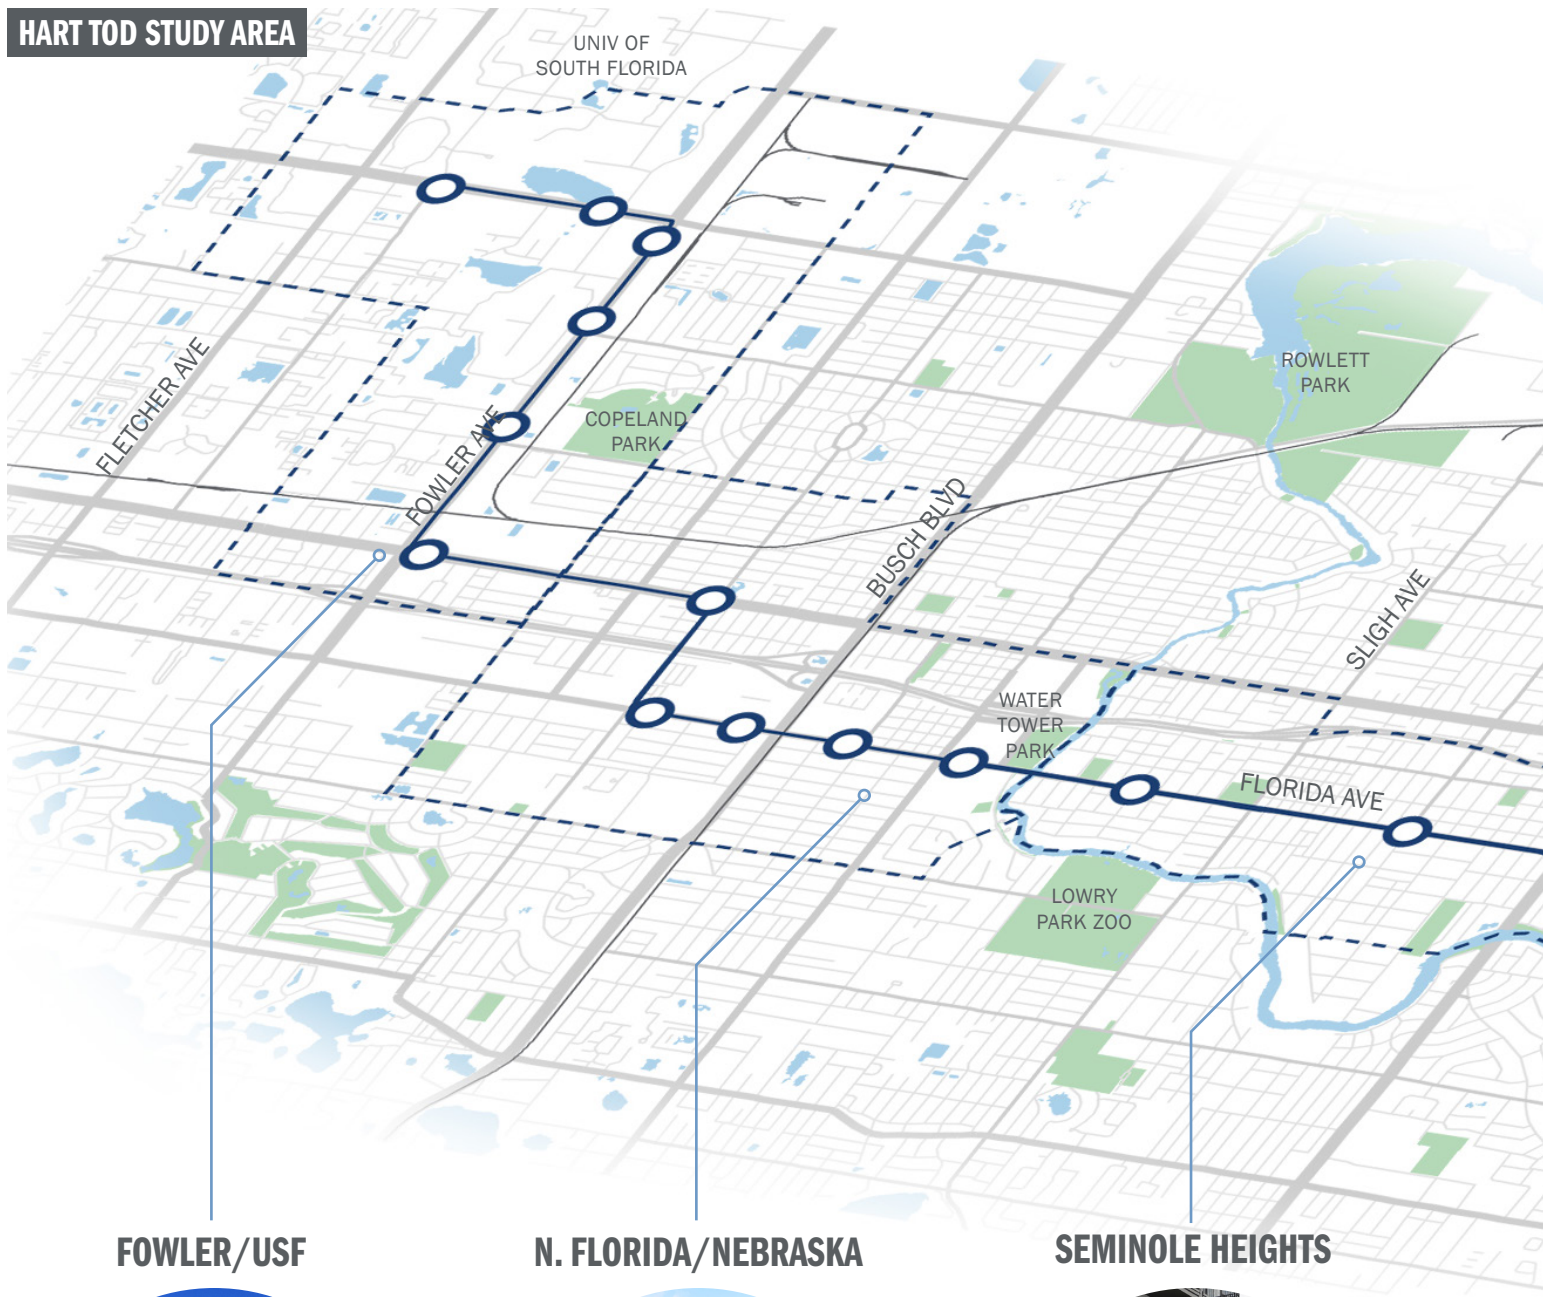 HART TOD STUDY AREA
UNIV OF
SOUTH FLORIDA
ROWLETT
PARK
FLETCHER AVE
COPELAND
PARK
FOWLER AVE
BUSCH BLVD
SLIGH AVE
WATER
TOWER
PARK
FLORIDA AVE
LOWRY
PARK ZOO
FOWLER/USF
N. FLORIDA/NEBRASKA
SEMINOLE HEIGHTS